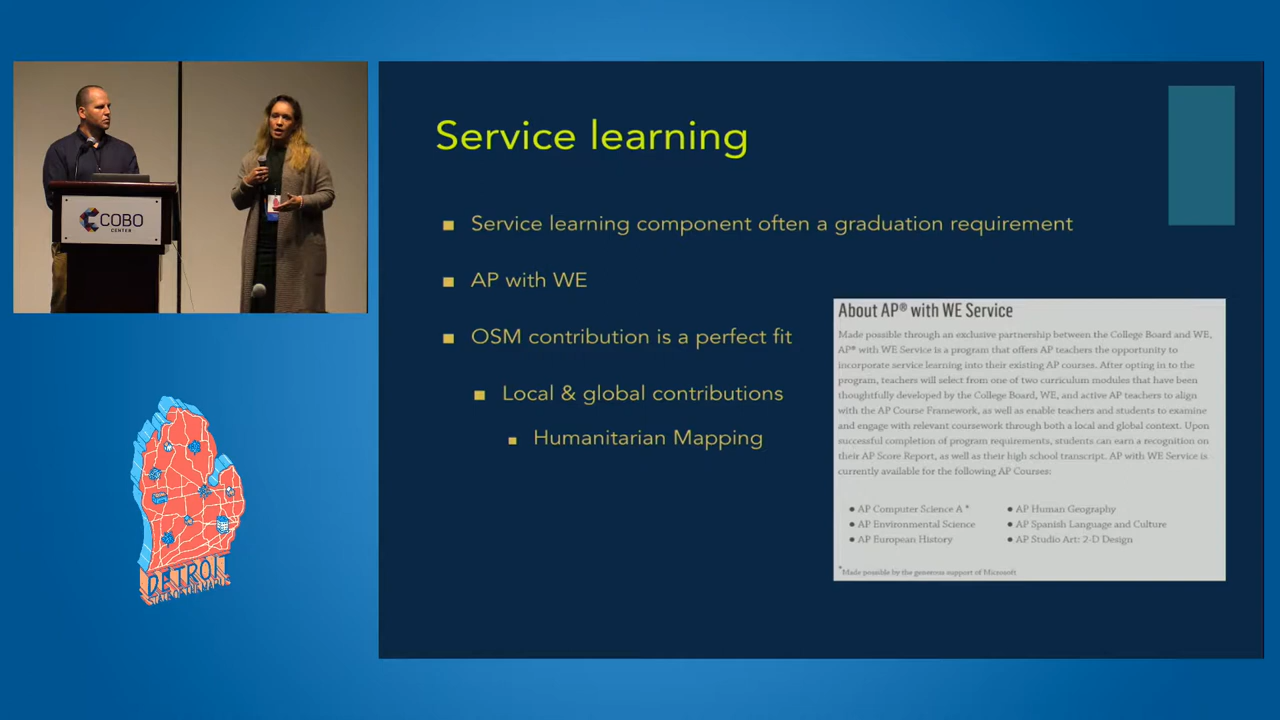 COBO
CENTER
DETROIT
STATE OF THE MAP US
Service learning
Service learning component often a graduation requirement
AP with WE
OSM contribution is a perfect fit
Local & global contributions
Humanitarian Mapping
About AP® with WE Service
Made possible through an exclusive partnership between the College Board and WE,
AP® with WE Service is a program that offers AP teachers the opportunity to
incorporate service learning into their existing AP courses. After opting in to the
program, teachers will select from one of two curriculum modules that have been
thoughtfully developed by the College Board, WE, and active AP teachers to align
with the AP Course Framework, as well as enable teachers and students to examine
and engage with relevant coursework through both a local and global context. Upon
successful completion of program requirements, students can earn a recognition on
their AP Score Report, as well as their high school transcript. AP with WE Service is
currently available for the following AP Courses:
● AP Computer Science A *
● AP Environmental Science
● AP European History
● AP Human Geography
● AP Spanish Language and Culture
● AP Studio Art: 2-D Design
*Made possible by the generous support of Microsoft